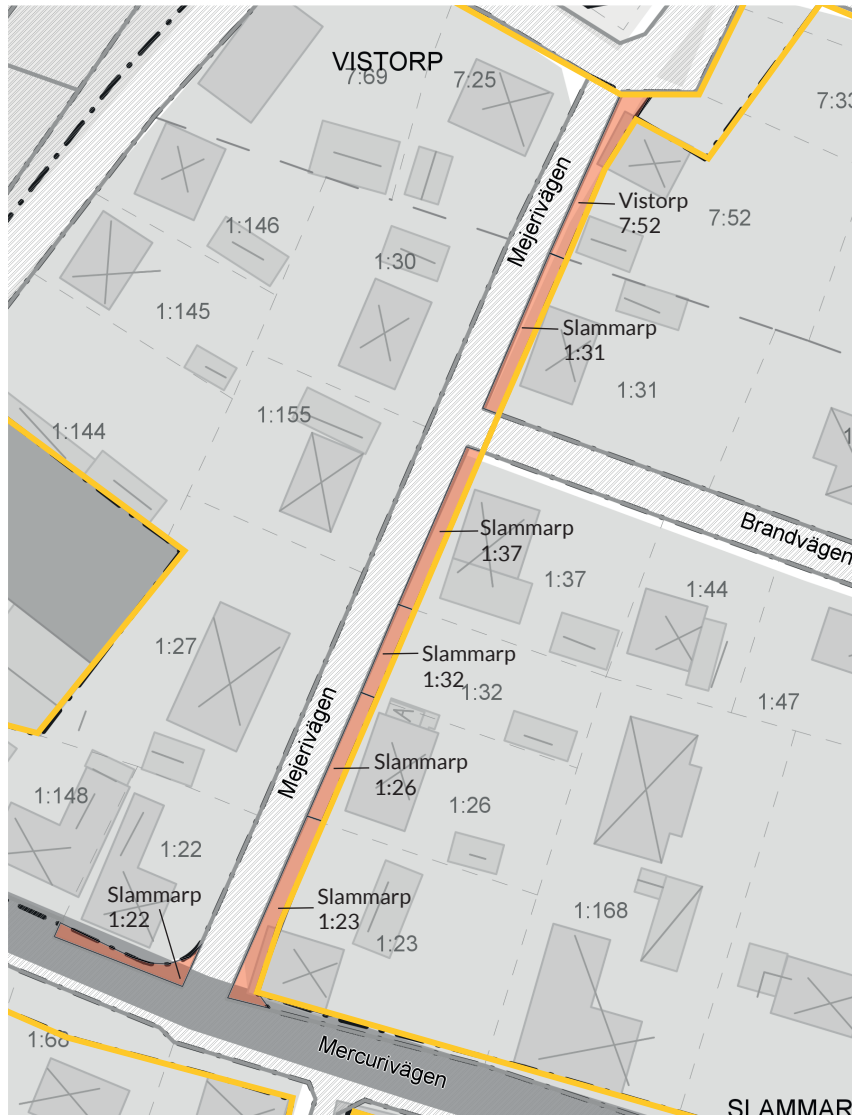 VISTORP
7:69
7:25
7:33
Mejerivägen
Vistorp
7:52
7:52
1:146
1:30
1:145
Slammarp
1:31
1:31
1:155
1:144
Slammarp
1:37
Brandvägen
1:37
1:44
1:27
Slammarp
1:32
1:32
1:47
Mejerivägen
Slammarp
1:26
1:26
1:148
1:22
Slammarp
1:22
Slammarp
1:23
1:23
1:168
1:68
Mercurivägen
SLAMMAR